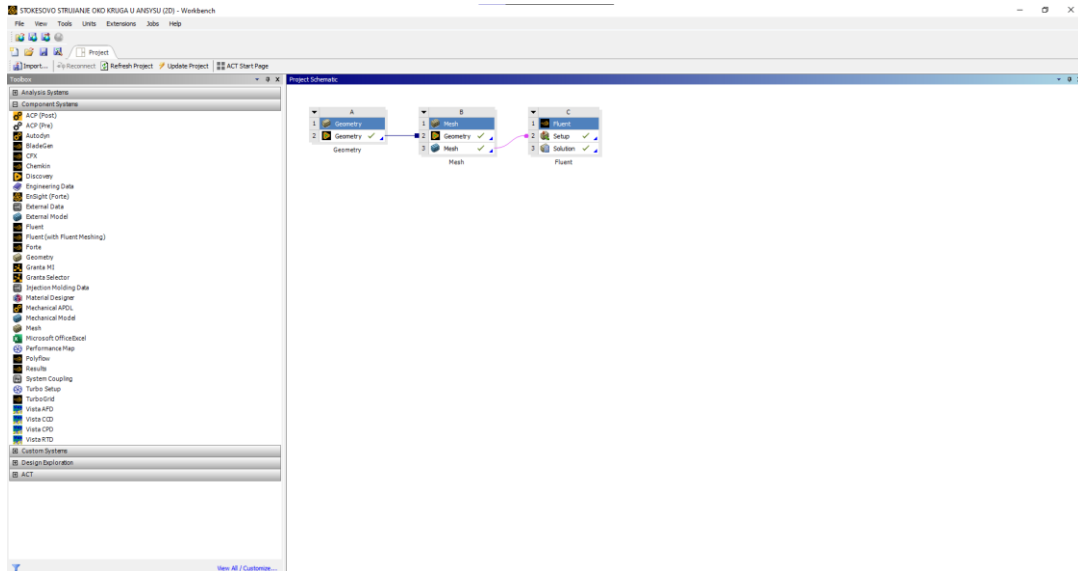 STOKESOVO STRUJANJE OKO KRUGA U ANSYSU (2D) - Workbench
File View Tools Units Extensions Jobs Help
Project
Import... Reconnect Refresh Project Update Project ACT Start Page
Toolbox
Project Schematic
Analysis Systems
Component Systems
ACP (Post)
ACP (Pre)
Autodyn
BladeGen
CFX
Chemkin
Discovery
Engineering Data
EnSight (Forte)
External Data
External Model
Fluent
Fluent (with Fluent Meshing)
Forte
Geometry
Granta MI
Granta Selector
Injection Molding Data
Material Designer
Mechanical APDL
Mechanical Model
Mesh
Microsoft Office Excel
Performance Map
Polyflow
Results
System Coupling
Turbo Setup
TurboGrid
Vista AFD
Vista CCD
Vista CPD
Vista RTD
Custom Systems
Design Exploration
ACT
View All / Customize...
A
1 Geometry
2 Geometry
Geometry
B
1 Mesh
2 Geometry
3 Mesh
Mesh
C
1 Fluent
2 Setup
3 Solution
Fluent